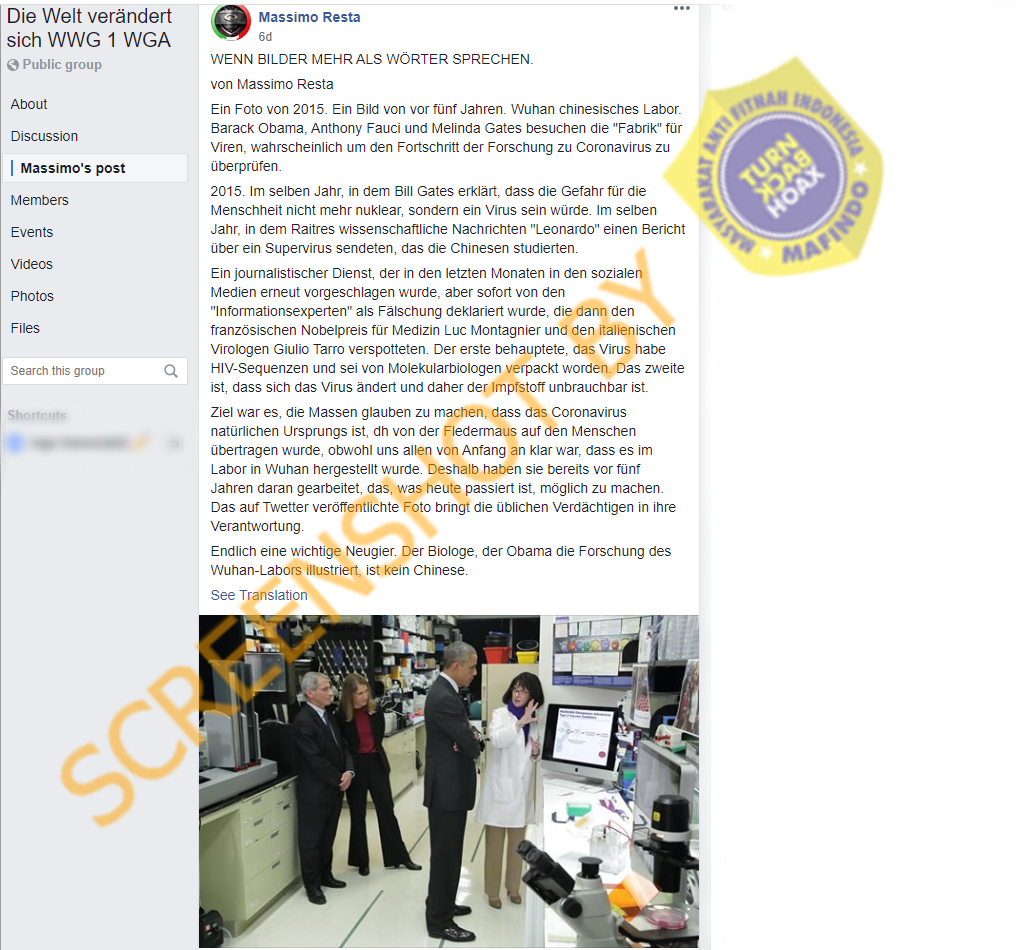 Die Welt verändert
sich WWG 1 WGA
Public group
About
Discussion
Massimo's post
Members
Events
Videos
Photos
Files
Search this group
Shortcuts
Massimo Resta
6d
WENN BILDER MEHR ALS WÖRTER SPRECHEN.
von Massimo Resta
Ein Foto von 2015. Ein Bild von vor fünf Jahren. Wuhan chinesisches Labor.
Barack Obama, Anthony Fauci und Melinda Gates besuchen die "Fabrik" für
Viren, wahrscheinlich um den Fortschritt der Forschung zu Coronavirus zu
überprüfen.
2015. Im selben Jahr, in dem Bill Gates erklärt, dass die Gefahr für die
Menschheit nicht mehr nuklear, sondern ein Virus sein würde. Im selben
Jahr, in dem Raitres wissenschaftliche Nachrichten "Leonardo" einen Bericht
über ein Supervirus sendeten, das die Chinesen studierten.
Ein journalistischer Dienst, der in den letzten Monaten in den sozialen
Medien erneut vorgeschlagen wurde, aber sofort von den
"Informationsexperten" als Fälschung deklariert wurde, die dann den
französischen Nobelpreis für Medizin Luc Montagnier und den italienischen
Virologen Giulio Tarro verspotteten. Der erste behauptete, das Virus habe
HIV-Sequenzen und sei von Molekularbiologen verpackt worden. Das zweite
ist, dass sich das Virus ändert und daher der Impfstoff unbrauchbar ist.
Ziel war es, die Massen glauben zu machen, dass das Coronavirus
natürlichen Ursprungs ist, dh von der Fledermaus auf den Menschen
übertragen wurde, obwohl uns allen von Anfang an klar war, dass es im
Labor in Wuhan hergestellt wurde. Deshalb haben sie bereits vor fünf
Jahren daran gearbeitet, das, was heute passiert ist, möglich zu machen.
Das auf Twetter veröffentlichte Foto bringt die üblichen Verdächtigen in ihre
Verantwortung.
Endlich eine wichtige Neugier. Der Biologe, der Obama die Forschung des
Wuhan-Labors illustriert, ist kein Chinese.
See Translation
SCREENSHOT BY
MASYARAKAT ANTI FITNAH INDONESIA
TURN
BACK
HOAX
MAFINDO